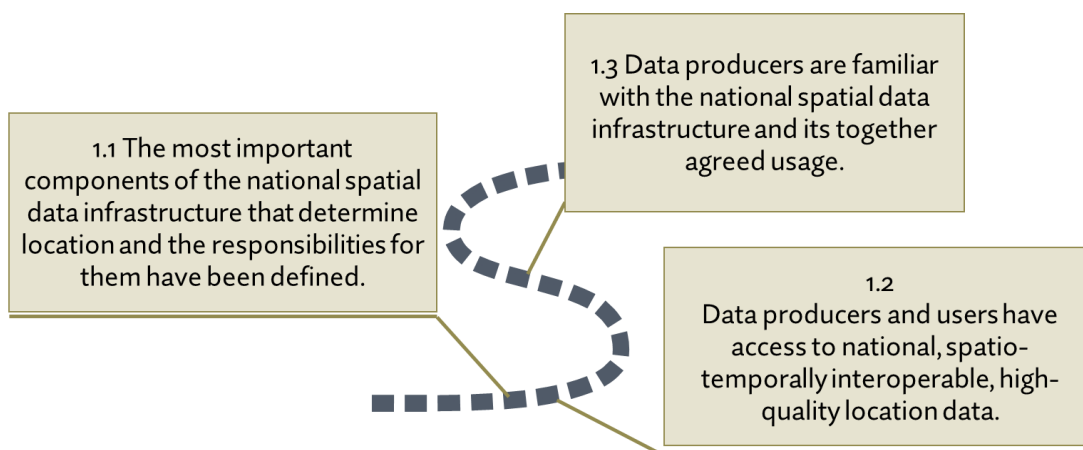 1.1 The most important
components of the national spatial
data infrastructure that determine
location and the responsibilities for
them have been defined.
1.3 Data producers are familiar
with the national spatial data
infrastructure and its together
agreed usage.
1.2
Data producers and users have
access to national, spatio-
temporally interoperable, high-
quality location data.